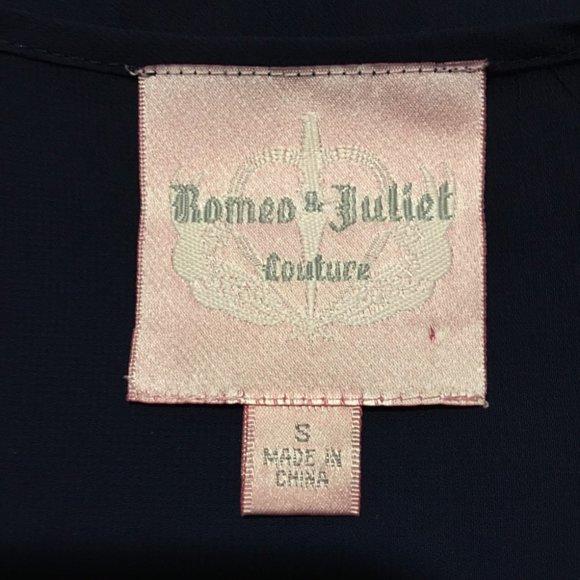 Romeo & Juliet
Couture
S
MADE IN
CHINA